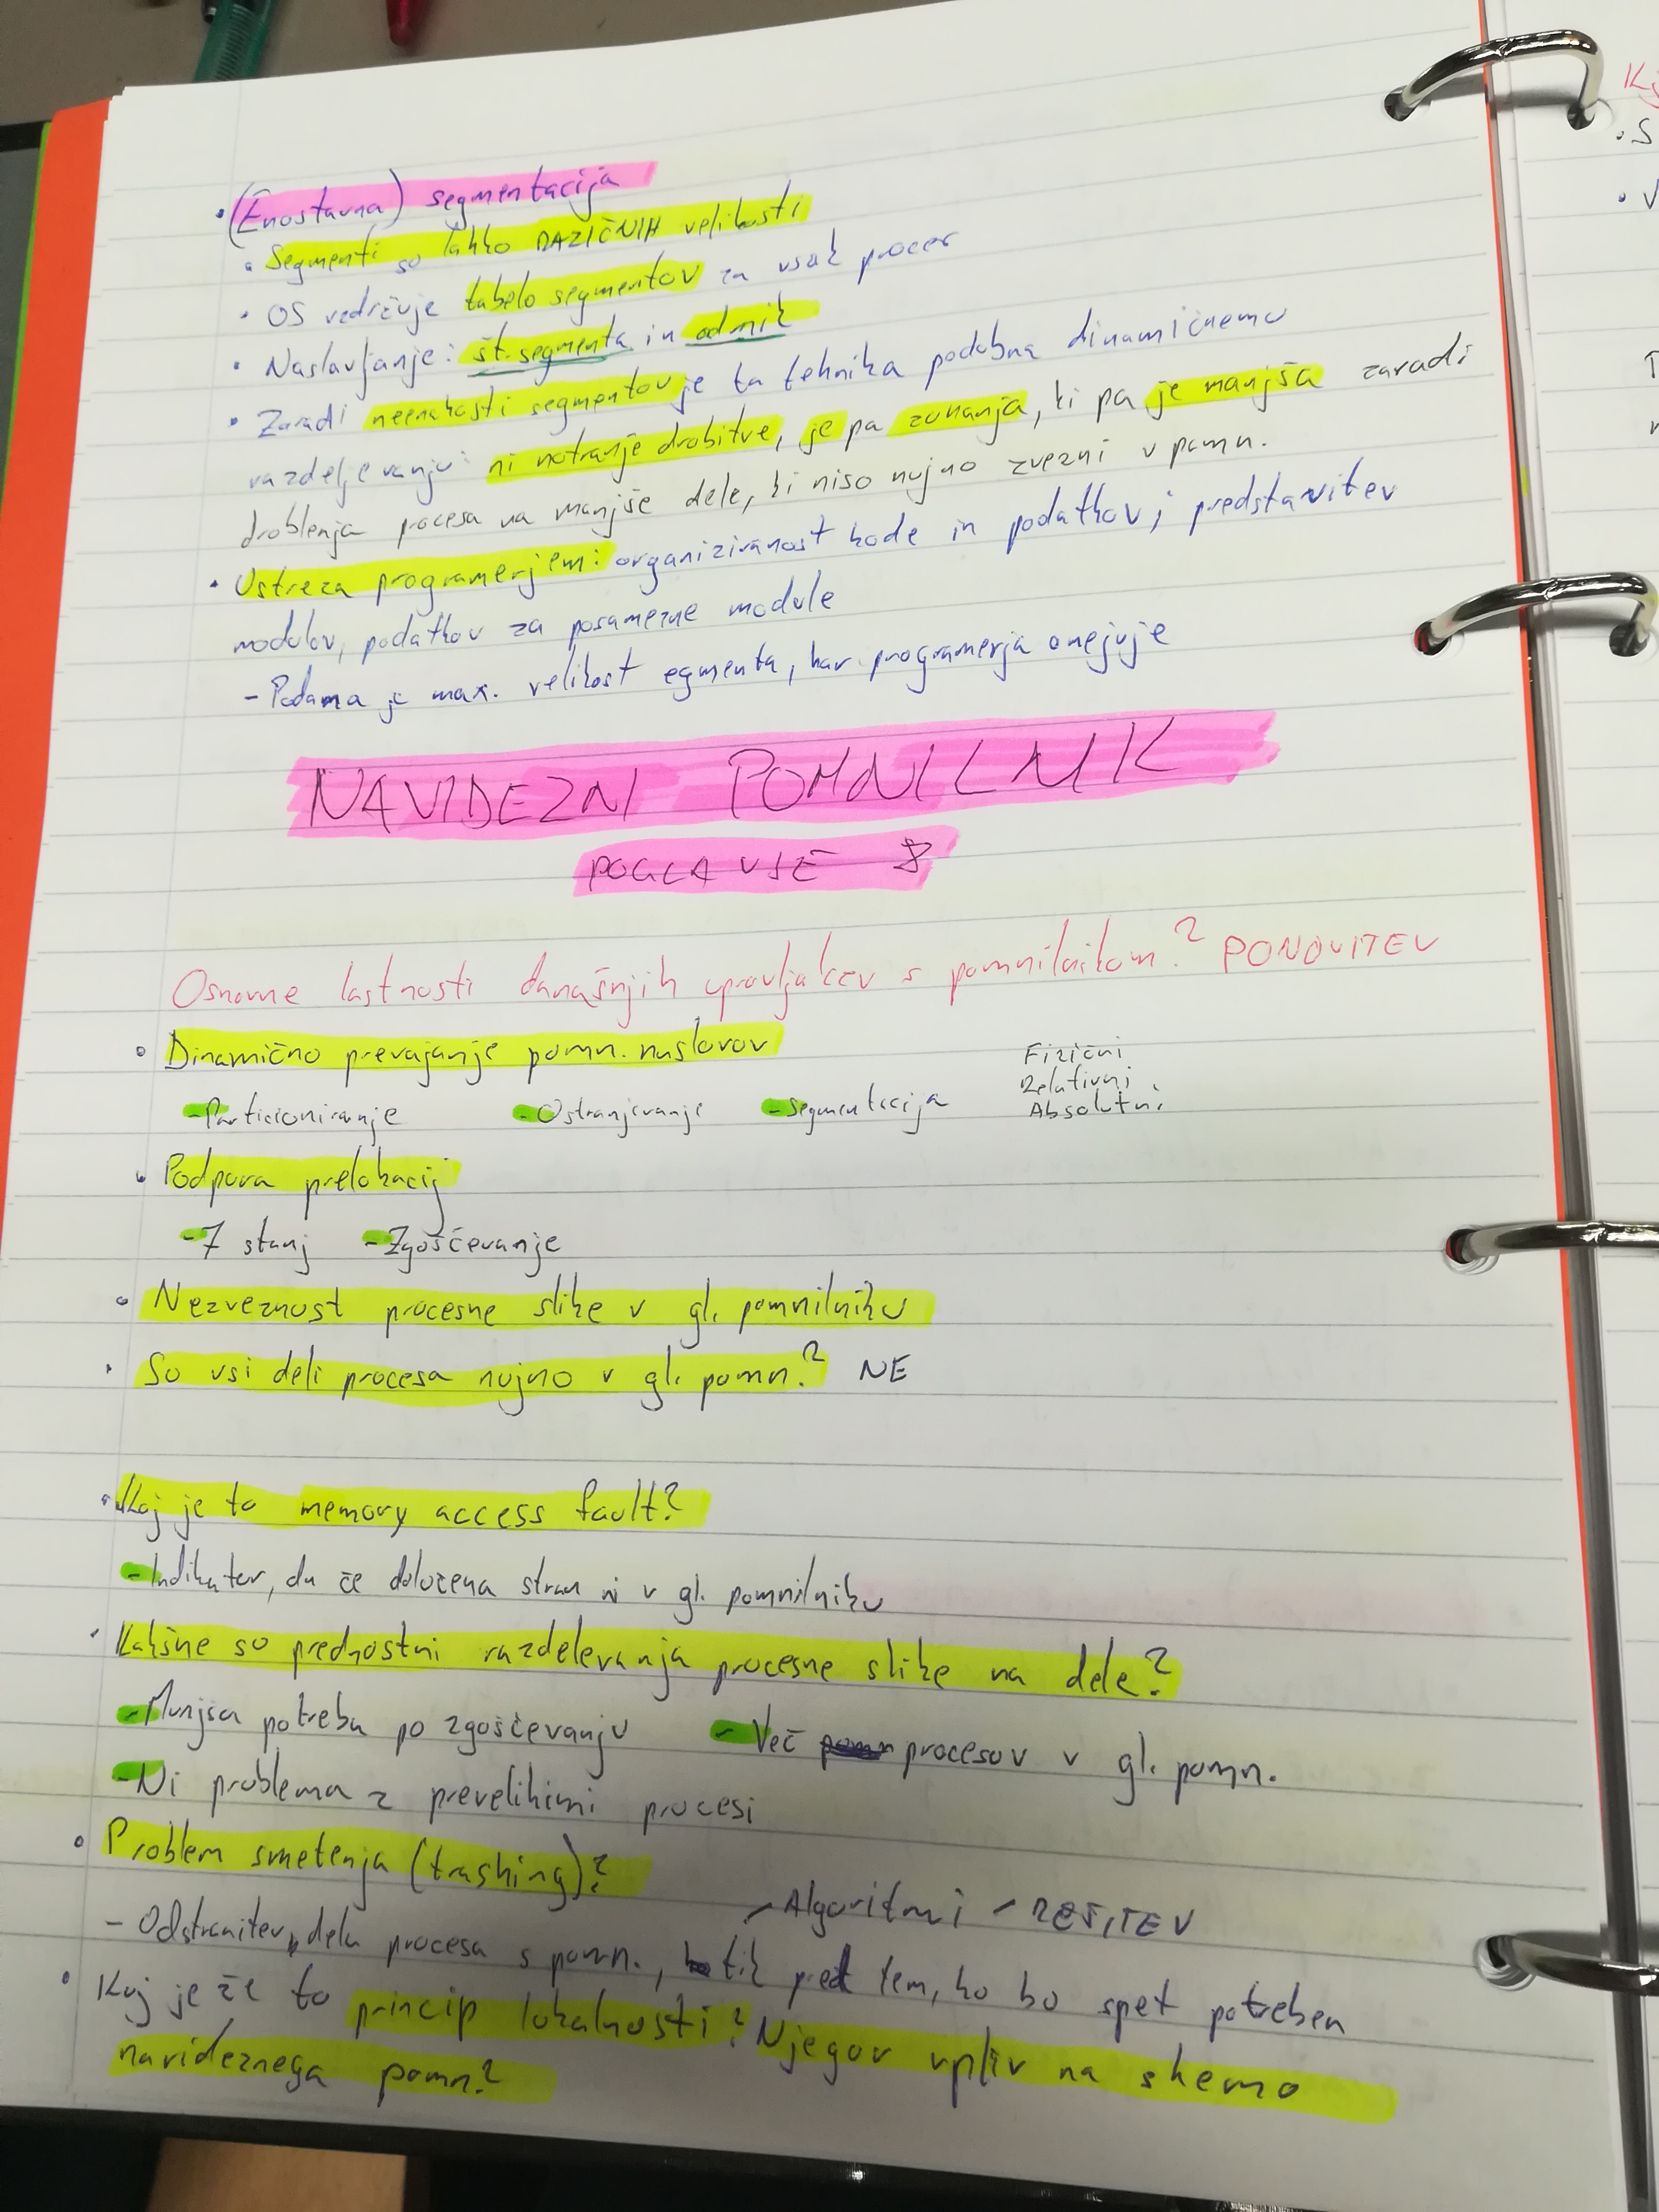 • (Enostavna) segmentacija
• Segmenti so lahko RAZIČNIH velikosti
• OS vzdržuje tabelo segmentov za vsak proces
• Naslavljanje: št. segmenta in odmik
• Zaradi neenakosti segmentov je ta tehnika podobna dinamičnemu
razdeljevanju: ni notranje drobitve, je pa zunanja, ki pa je manjša zaradi
drobljenja procesa na manjše dele, ki niso nujno zvezni v pomn.
• Ustreza programerjem: organiziranost kode in podatkov, predstavitev
modulov, podatkov za posamezne module
- Podama je max. velikost egmenta, kar programerja omejuje
NAVIDEZNI POMNILNIK
POGLAVJE 8
Osnovne lastnosti današnjih upravljalcev s pomnilnikom? PONOVITEV
• Dinamično prevajanje pomn. naslovov
- Particioniranje - Ostranjevanje - Segmentacija
Fizični
Relativni
Absolutni
• Podpora prelokacij
- 7 stanj - Zgoščevanje
• Nezveznost procesne slike v gl. pomnilniku
• So vsi deli procesa nujno v gl. pomn.? NE
• Kaj je to memory access fault?
- Indikator, da če določena stran ni v gl. pomnilniku
• Kakšne so prednostni razdelevanja procesne slike na dele?
- Manjša potreba po zgoščevanju - Več procesov v gl. pomn.
- Ni problema z prevelikimi procesi
• Problem smetenja (trashing)?
- Algoritmi - REŠITEV
- Odstranitev dela procesa s pomn., tik pred tem, ko bo spet potreben
• Kaj je že to princip lokalnosti? Njegov vpliv na shemo
navideznega pomn?